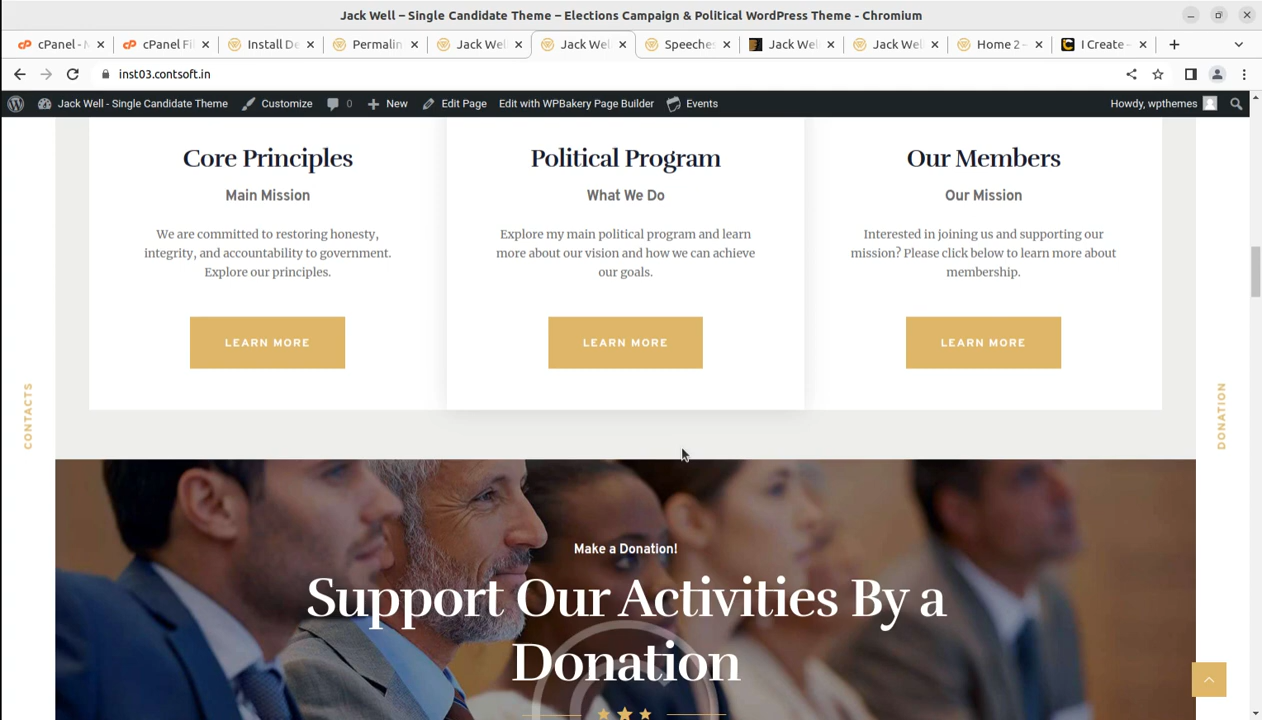 Jack Well – Single Candidate Theme – Elections Campaign & Political WordPress Theme - Chromium
cPanel - M
cPanel Fi
Install De
Permalin
Jack Wel
Jack Wel
Speeches
Jack Wel
Jack Wel
Home 2 -
I Create -
inst03.contsoft.in
Jack Well - Single Candidate Theme
Customize
0
New
Edit Page
Edit with WPBakery Page Builder
Events
Howdy, wpthemes
Core Principles
Main Mission
We are committed to restoring honesty,
integrity, and accountability to government.
Explore our principles.
LEARN MORE
Political Program
What We Do
Explore my main political program and learn
more about our vision and how we can achieve
our goals.
LEARN MORE
Our Members
Our Mission
Interested in joining us and supporting our
mission? Please click below to learn more about
membership.
LEARN MORE
CONTACTS
DONATION
Make a Donation!
Support Our Activities By a
Donation